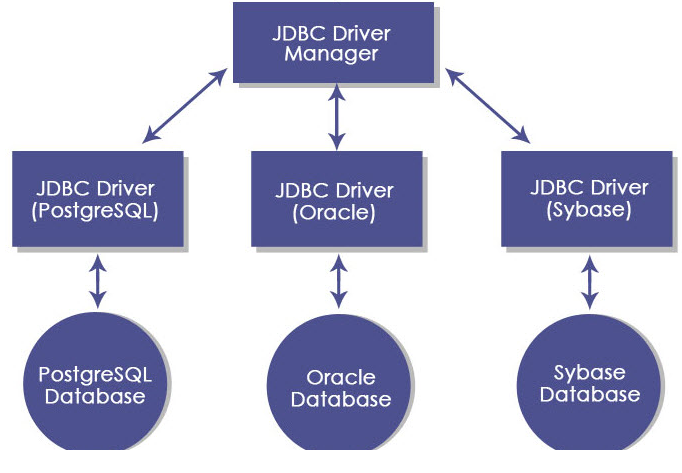 JDBC Driver
Manager
JDBC Driver
(PostgreSQL)
JDBC Driver
(Oracle)
JDBC Driver
(Sybase)
PostgreSQL
Database
Oracle
Database
Sybase
Database